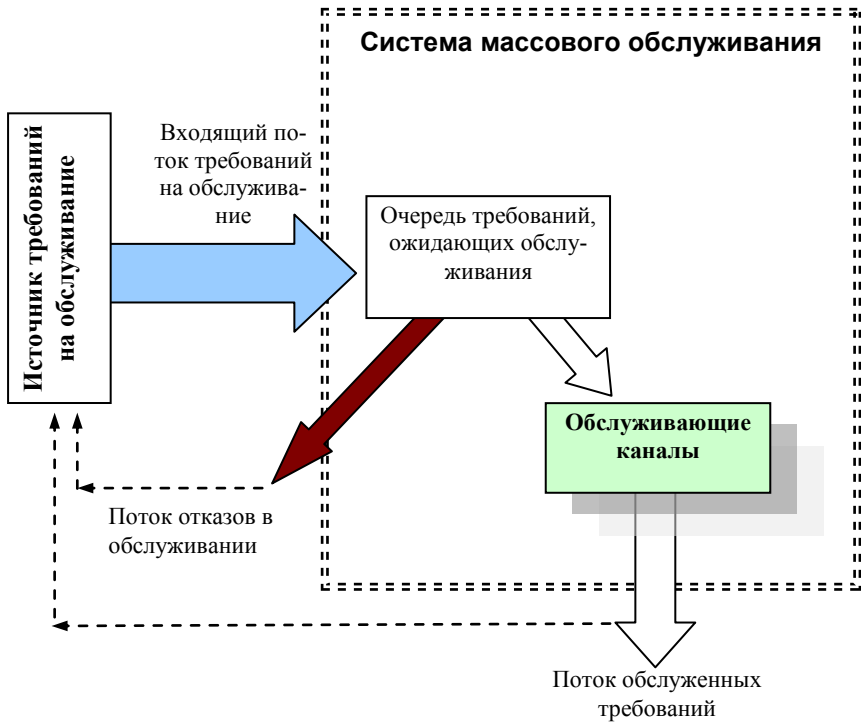 Система массового обслуживания
Источник требований
на обслуживание
Входящий по-
ток требований
на обслужива-
ние
Очередь требований,
ожидающих обслу-
живания
Обслуживающие
каналы
Поток отказов в
обслуживании
Поток обслуженных
требований